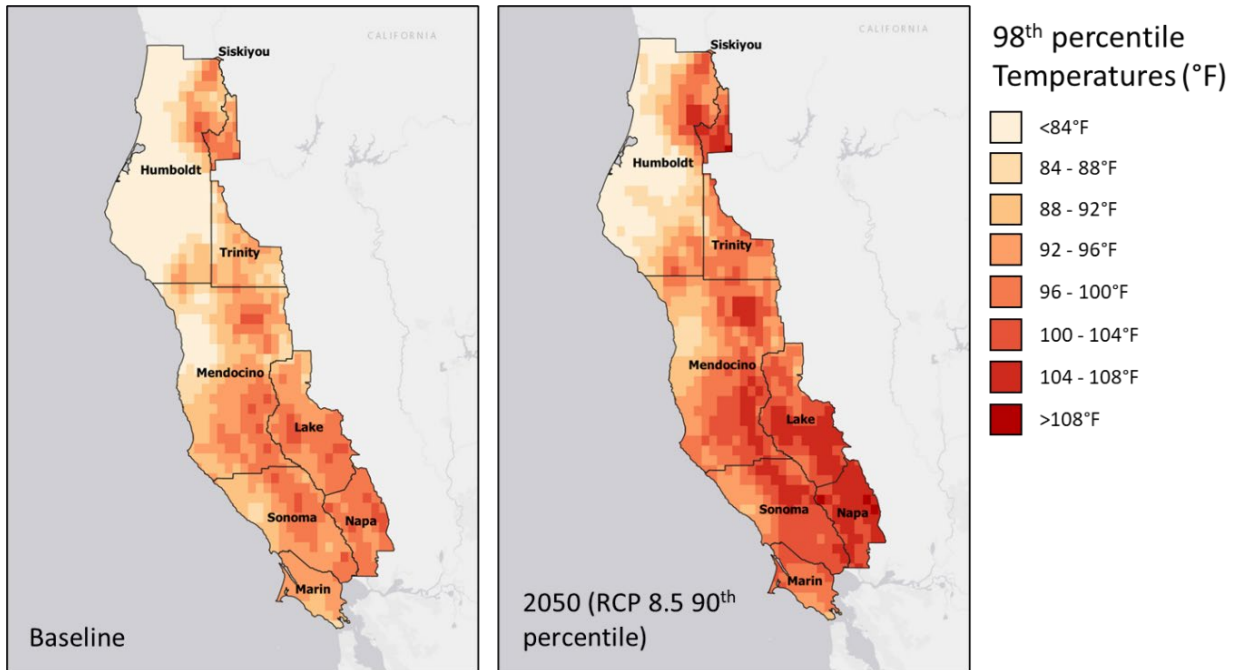 CALIFORNIA
Siskiyou
Humboldt
Trinity
Mendocino
Lake
Sonoma
Napa
Marin
Baseline
CALIFORNIA
Siskiyou
Humboldt
Trinity
Mendocino
Lake
Sonoma
Napa
Marin
2050 (RCP 8.5 90th
percentile)
98th percentile
Temperatures (°F)
<84°F
84 - 88°F
88 - 92°F
92 - 96°F
96 - 100°F
100 - 104°F
104 - 108°F
>108°F